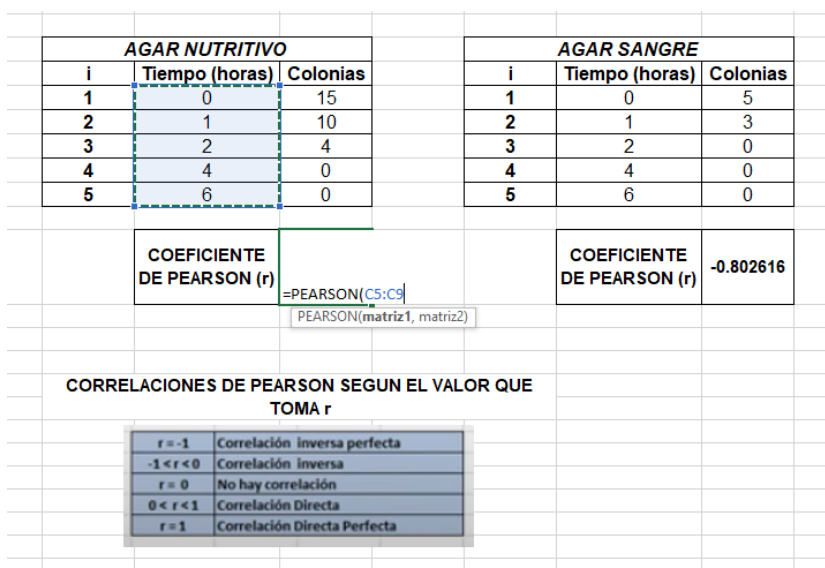 AGAR NUTRITIVO
i Tiempo (horas) Colonias
1 0 15
2 1 10
3 2 4
4 4 0
5 6 0
AGAR SANGRE
i Tiempo (horas) Colonias
1 0 5
2 1 3
3 2 0
4 4 0
5 6 0
COEFICIENTE
DE PEARSON (r)
=PEARSON(C5:C9
PEARSON(matriz1, matriz2)
COEFICIENTE
DE PEARSON (r)
-0.802616
CORRELACIONES DE PEARSON SEGUN EL VALOR QUE
TOMA r
r = -1 Correlación inversa perfecta
-1 < r < 0 Correlación inversa
r = 0 No hay correlación
0 < r < 1 Correlación Directa
r = 1 Correlación Directa Perfecta